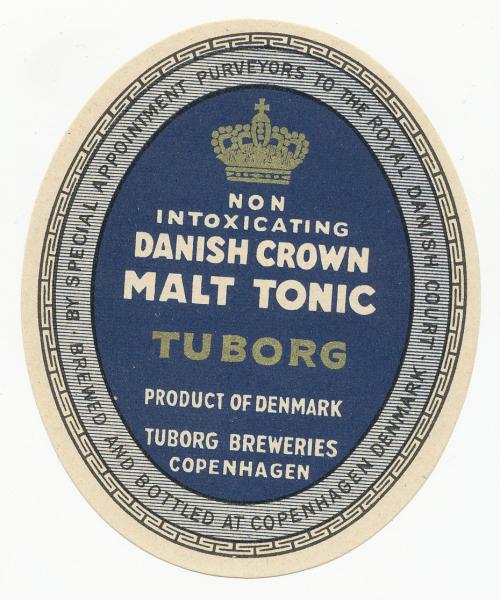 BY SPECIAL APPOINTMENT PURVEYORS TO THE ROYAL DANISH COURT ·
NON
INTOXICATING
DANISH CROWN
MALT TONIC
TUBORG
PRODUCT OF DENMARK
TUBORG BREWERIES
COPENHAGEN
BREWED AND BOTTLED AT COPENHAGEN DENMARK ·